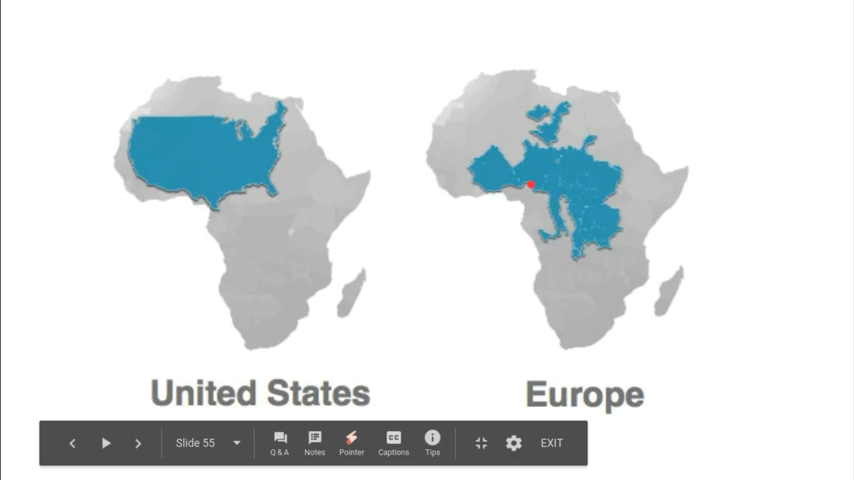 United States
Europe
Slide 55
Q & A
Notes
Pointer
CC
Captions
Tips
EXIT